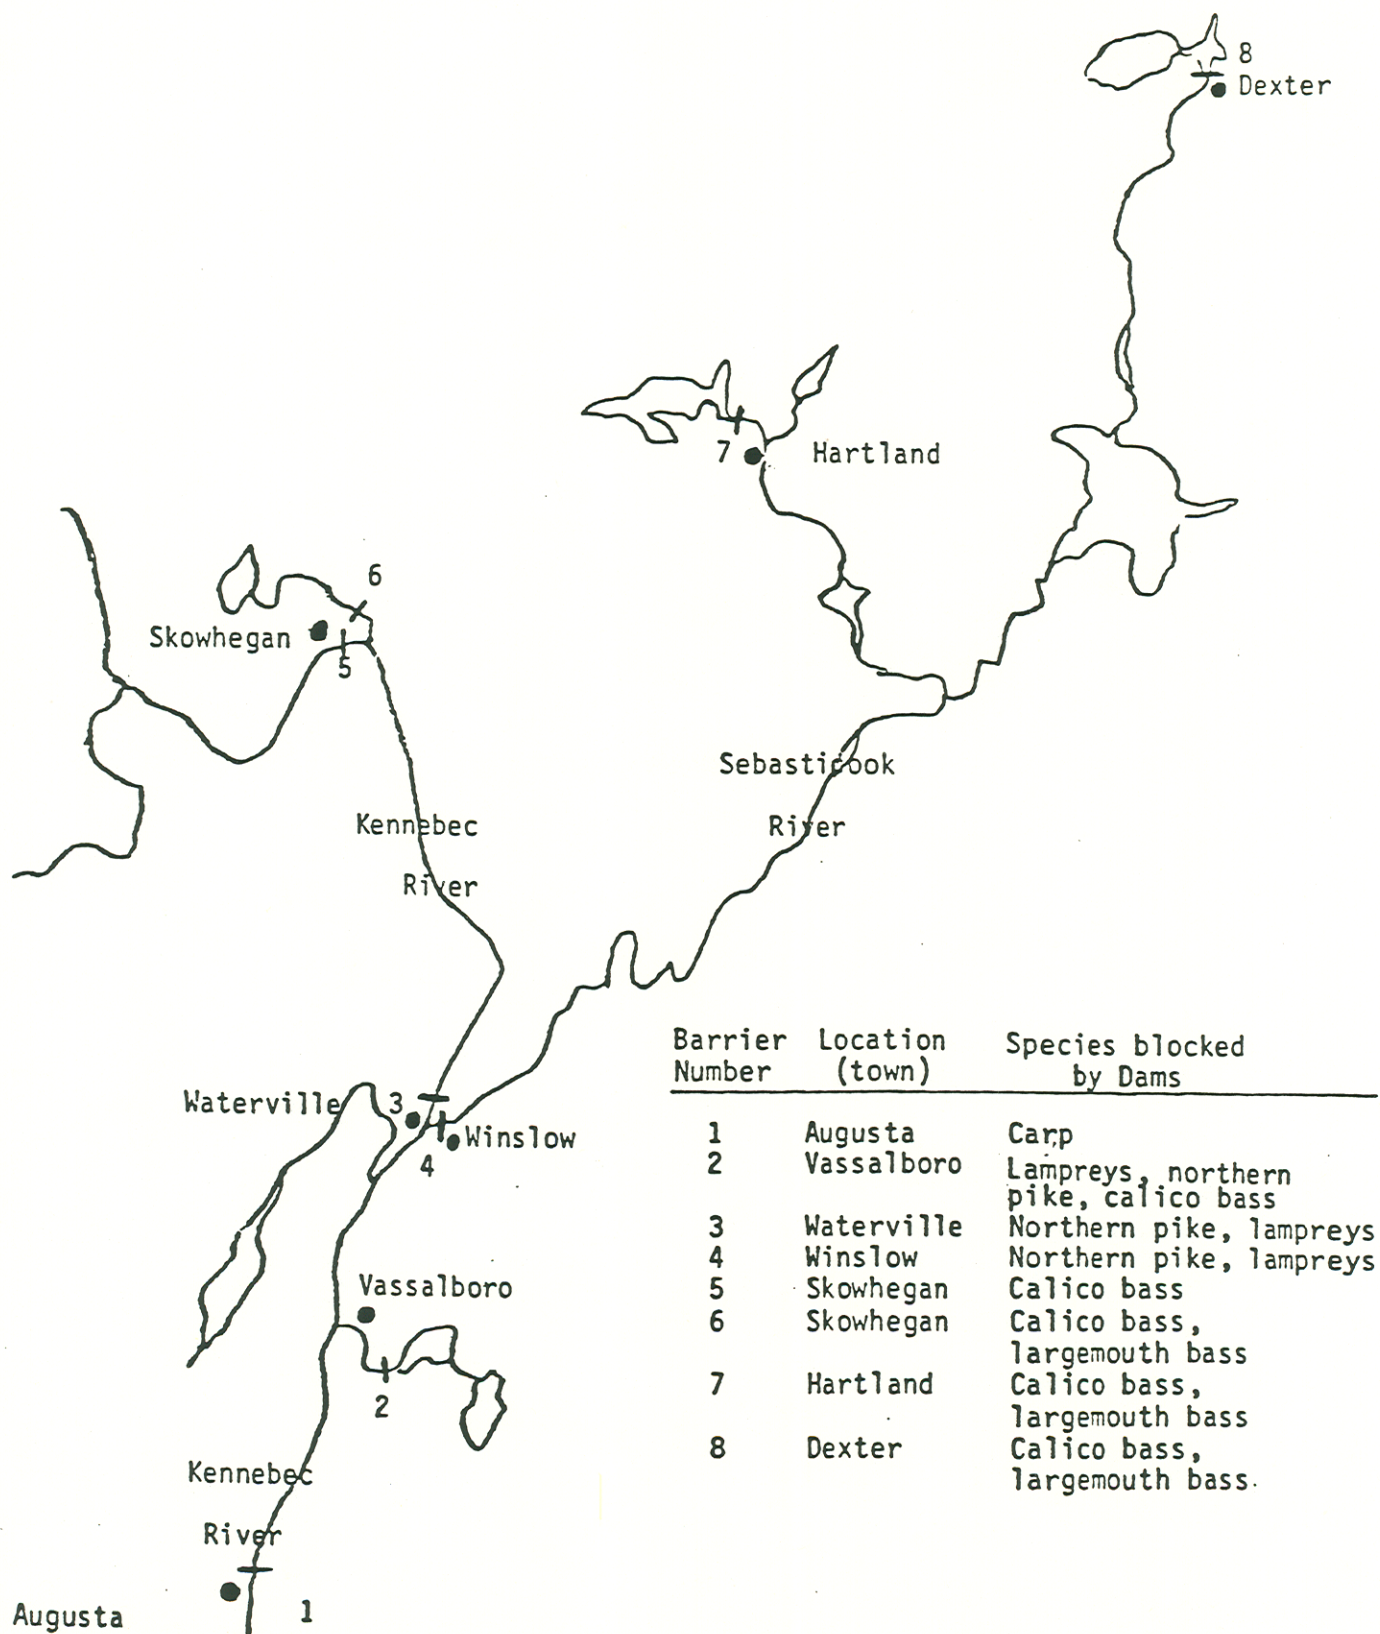 8
Dexter
7
Hartland
6
Skowhegan
5
Sebasticook
River
Kennebec
River
Waterville
3
Winslow
4
Vassalboro
2
Kennebec
River
Augusta
1
Barrier Location Species blocked
Number (town) by Dams
1 Augusta Carp
2 Vassalboro Lampreys, northern
pike, calico bass
3 Waterville Northern pike, lampreys
4 Winslow Northern pike, lampreys
5 Skowhegan Calico bass
6 Skowhegan Calico bass,
largemouth bass
7 Hartland Calico bass,
largemouth bass
8 Dexter Calico bass,
largemouth bass.